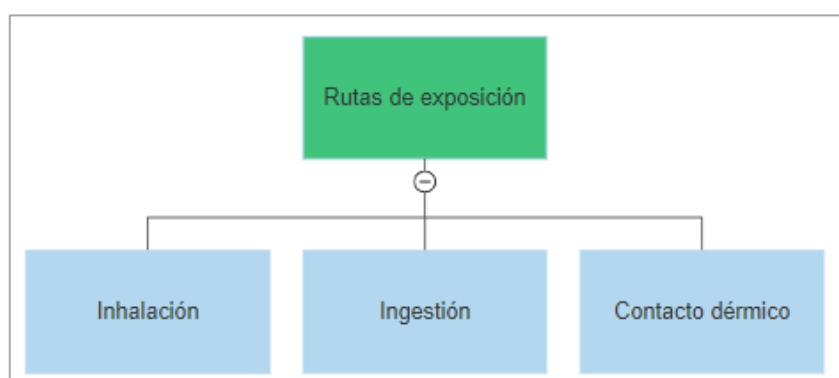 Rutas de exposición
Inhalación
Ingestión
Contacto dérmico